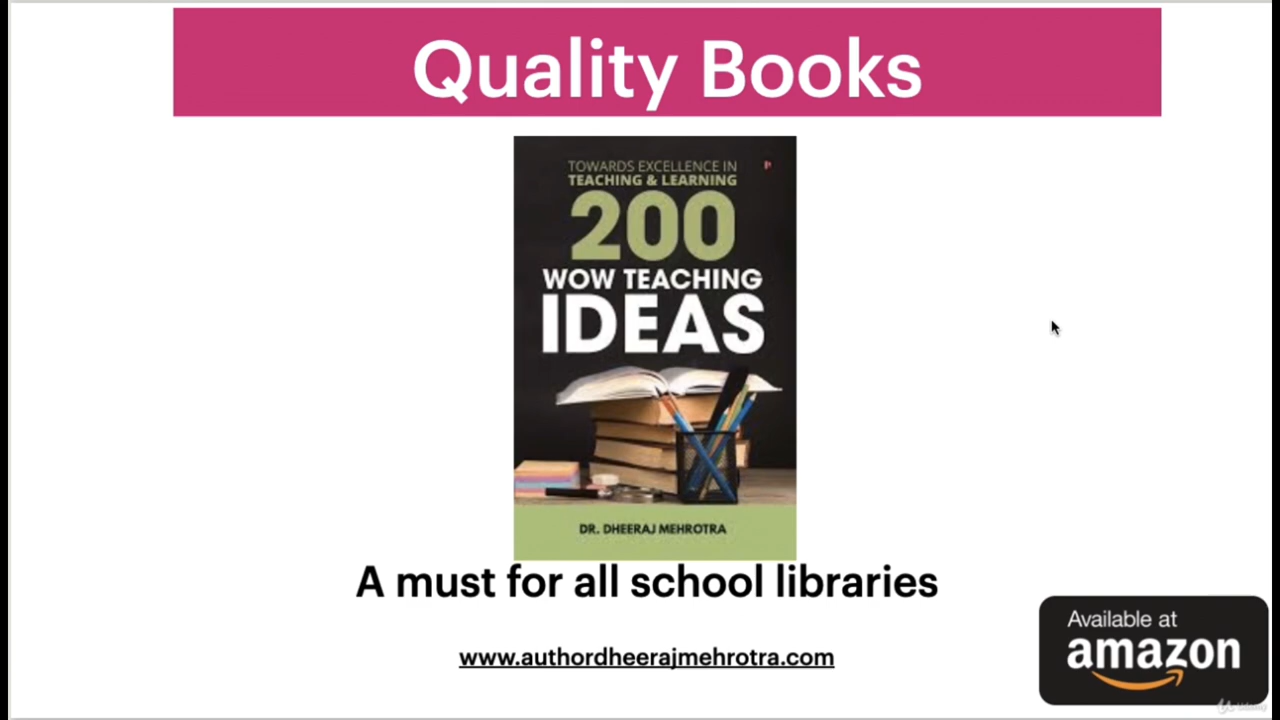 Quality Books
TOWARDS EXCELLENCE IN
TEACHING & LEARNING
200
WOW TEACHING
IDEAS
DR. DHEERAJ MEHROTRA
A must for all school libraries
www.authordheerajmehrotra.com
Available at
amazon
Udemy